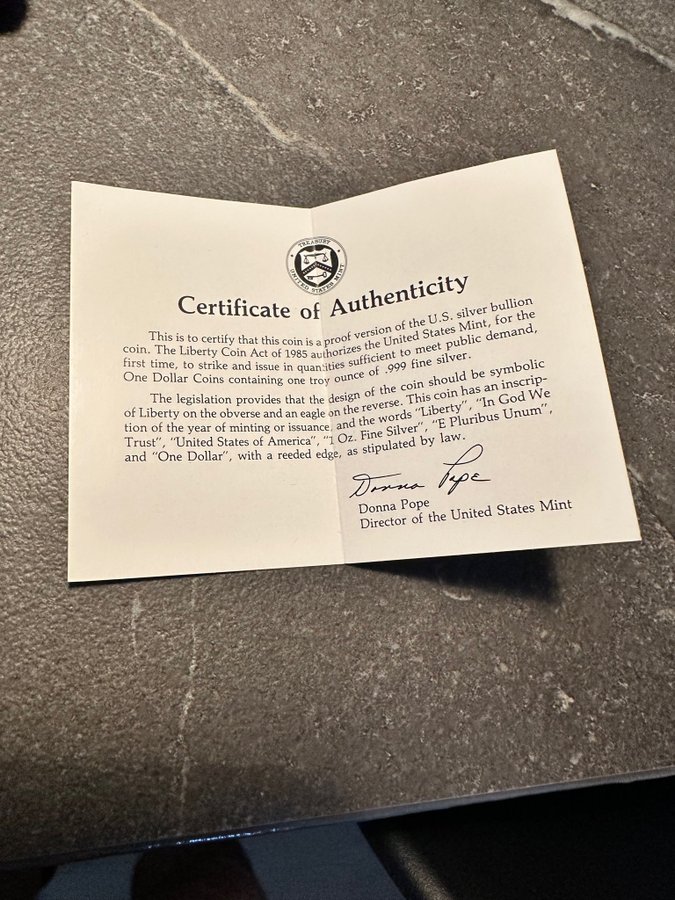 TREASURY
UNITED STATES MINT
Certificate of Authenticity
This is to certify that this coin is a proof version of the U.S. silver bullion
coin. The Liberty Coin Act of 1985 authorizes the United States Mint, for the
first time, to strike and issue in quantities sufficient to meet public demand,
One Dollar Coins containing one troy ounce of .999 fine silver.
The legislation provides that the design of the coin should be symbolic
of Liberty on the obverse and an eagle on the reverse. This coin has an inscrip-
tion of the year of minting or issuance, and the words "Liberty", "In God We
Trust", "United States of America", "1 Oz. Fine Silver", "E Pluribus Unum",
and "One Dollar", with a reeded edge, as stipulated by law.
Donna Pope
Donna Pope
Director of the United States Mint